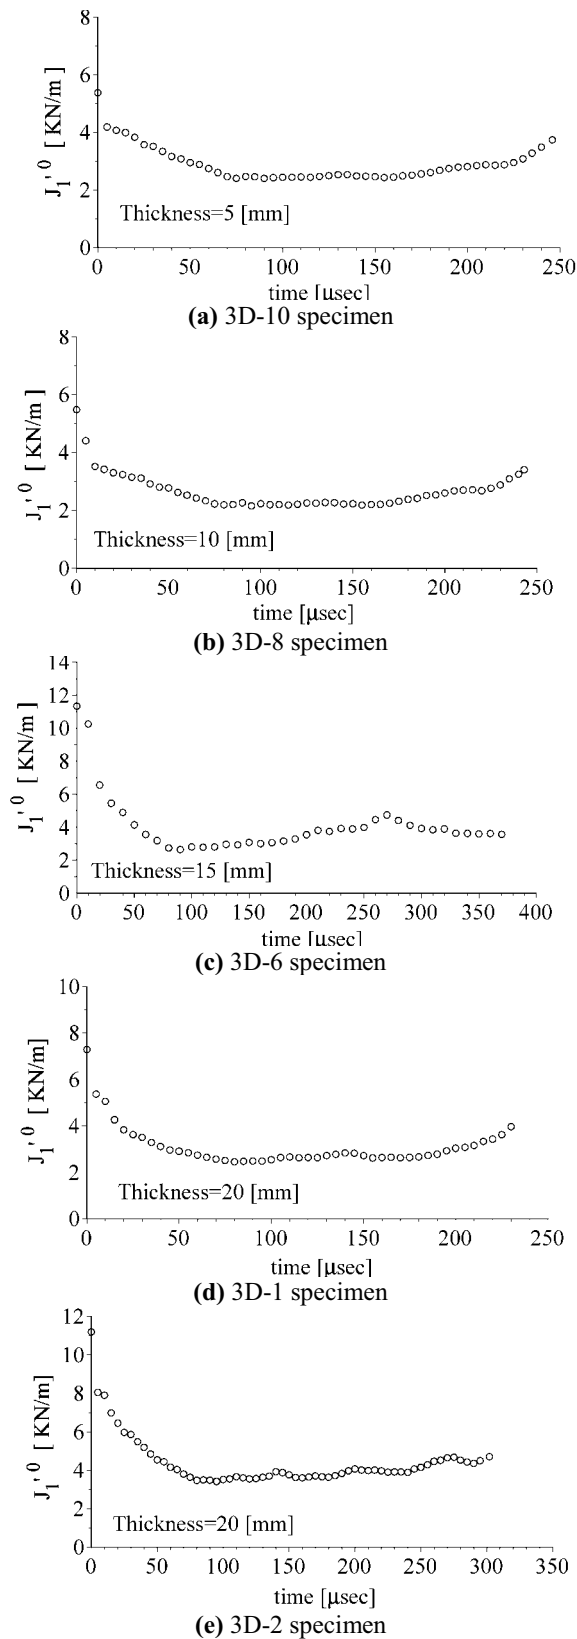 8
6
4
2
0
J₁'⁰ [ KN/m ]
Thickness=5 [mm]
0 50 100 150 200 250
time [μsec]
(a) 3D-10 specimen
8
6
4
2
0
J₁'⁰ [ KN/m ]
Thickness=10 [mm]
0 50 100 150 200 250
time [μsec]
(b) 3D-8 specimen
14
12
10
8
6
4
2
0
J₁'⁰ [ KN/m ]
Thickness=15 [mm]
0 50 100 150 200 250 300 350 400
time [μsec]
(c) 3D-6 specimen
10
8
6
4
2
0
J₁'⁰ [ KN/m]
Thickness=20 [mm]
0 50 100 150 200 250
time [μsec]
(d) 3D-1 specimen
12
10
8
6
4
2
0
J₁'⁰ [ KN/m]
Thickness=20 [mm]
0 50 100 150 200 250 300 350
time [μsec]
(e) 3D-2 specimen